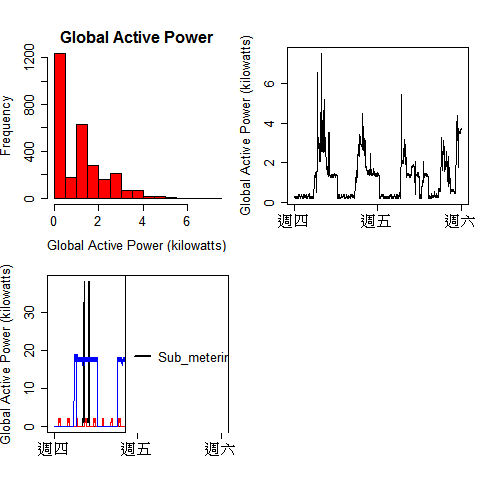 Global Active Power
Frequency
0
400
800
1200
0
2
4
6
Global Active Power (kilowatts)
Global Active Power (kilowatts)
0
2
4
6
週四
週五
週六
Global Active Power (kilowatts)
0
10
20
30
Sub_meterin
週四
週五
週六